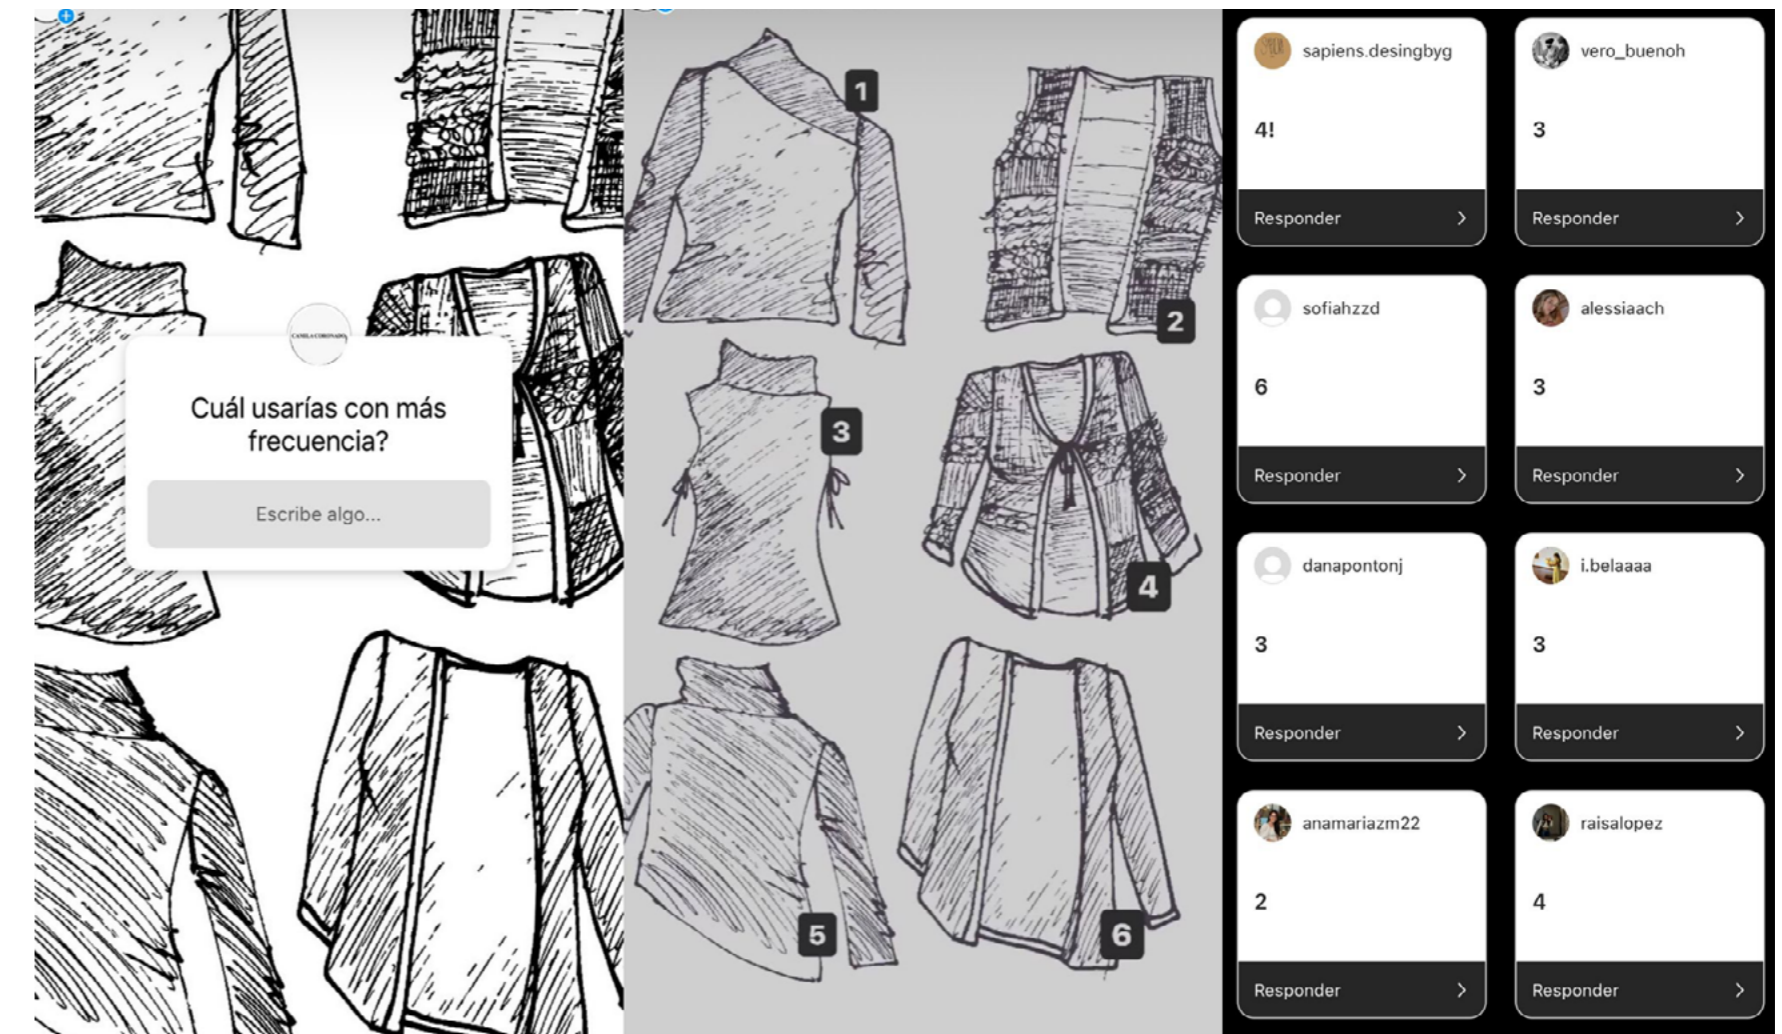 CAMILA CORONADO
Cuál usarías con más
frecuencia?
Escribe algo...
1
2
3
4
5
6
sapiens.desingbyg
4!
Responder
vero_buenoh
3
Responder
sofiahzzd
6
Responder
alessiaach
3
Responder
danapontonj
3
Responder
i.belaaaa
3
Responder
anamariazm22
2
Responder
raisalopez
4
Responder